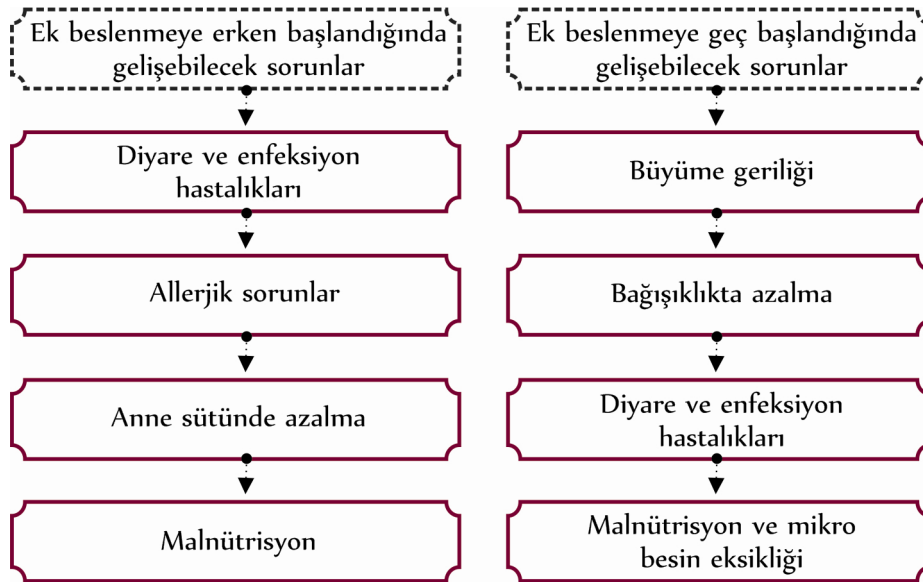 Ek beslenmeye erken başlandığında
gelişebilecek sorunlar
Diyare ve enfeksiyon
hastalıkları
Allerjik sorunlar
Anne sütünde azalma
Malnütrisyon
Ek beslenmeye geç başlandığında
gelişebilecek sorunlar
Büyüme geriliği
Bağışıklıkta azalma
Diyare ve enfeksiyon
hastalıkları
Malnütrisyon ve mikro
besin eksikliği